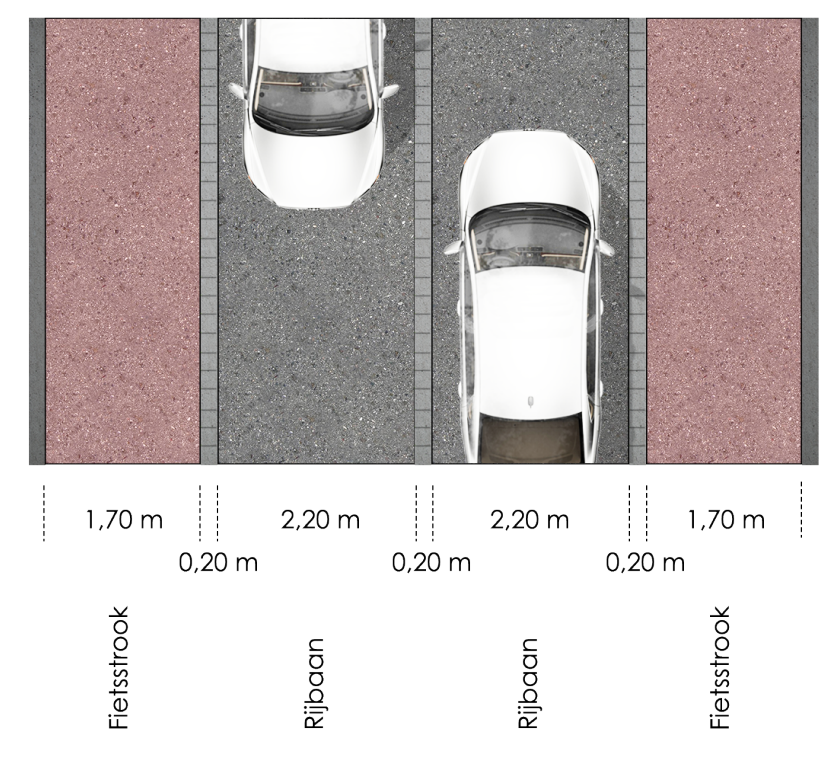 1,70 m 2,20 m 2,20 m 1,70 m
0,20 m 0,20 m 0,20 m
Fietsstrook
Rijbaan
Rijbaan
Fietsstrook